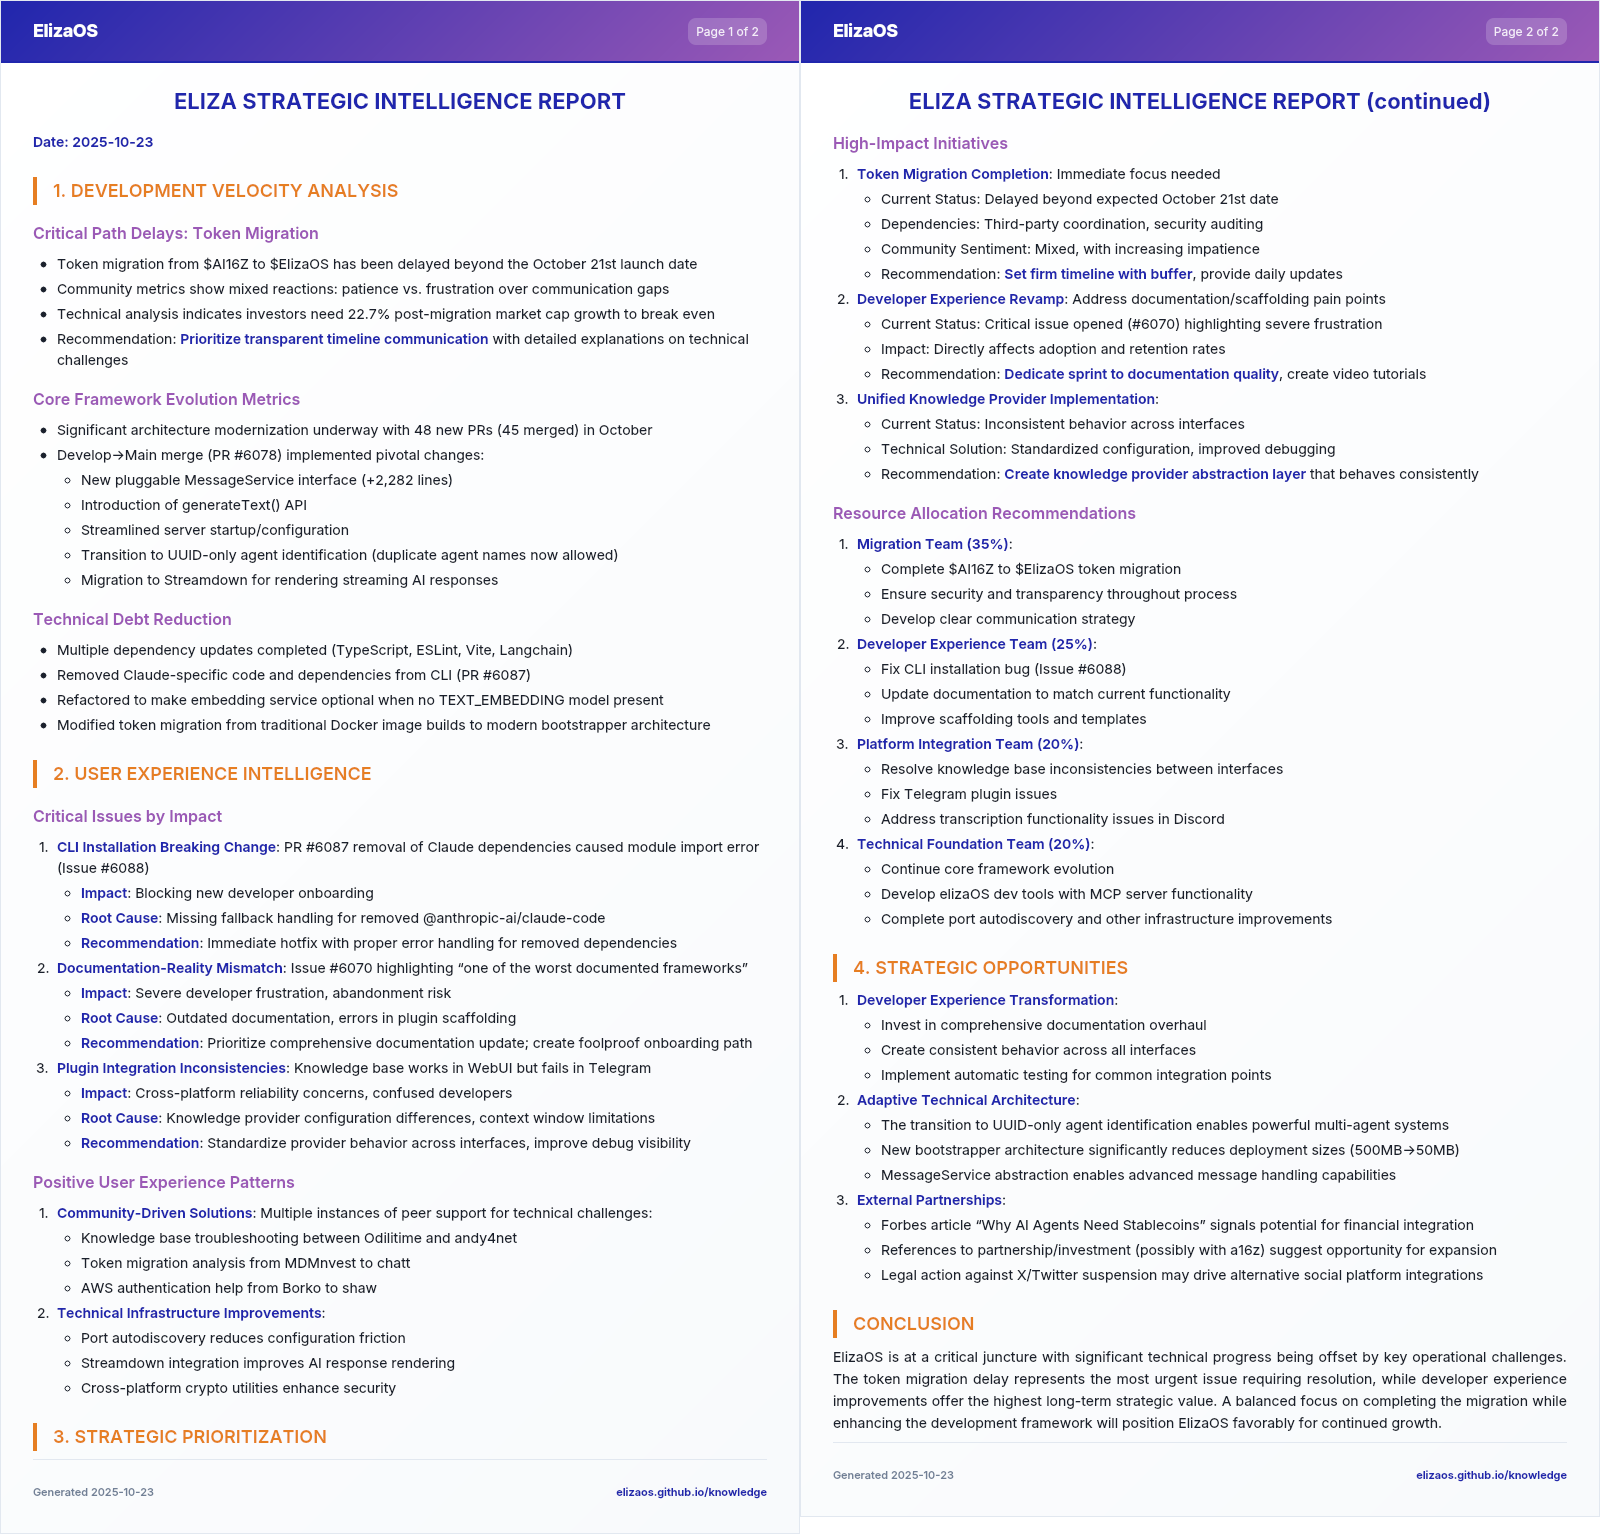 ElizaOS
Page 1 of 2
ELIZA STRATEGIC INTELLIGENCE REPORT
Date: 2025-10-23
1. DEVELOPMENT VELOCITY ANALYSIS
Critical Path Delays: Token Migration
• Token migration from $AI16Z to $ElizaOS has been delayed beyond the October 21st launch date
• Community metrics show mixed reactions: patience vs. frustration over communication gaps
• Technical analysis indicates investors need 22.7% post-migration market cap growth to break even
• Recommendation: Prioritize transparent timeline communication with detailed explanations on technical
challenges
Core Framework Evolution Metrics
• Significant architecture modernization underway with 48 new PRs (45 merged) in October
• Develop→Main merge (PR #6078) implemented pivotal changes:
◦ New pluggable MessageService interface (+2,282 lines)
◦ Introduction of generateText() API
◦ Streamlined server startup/configuration
◦ Transition to UUID-only agent identification (duplicate agent names now allowed)
◦ Migration to Streamdown for rendering streaming AI responses
Technical Debt Reduction
• Multiple dependency updates completed (TypeScript, ESLint, Vite, Langchain)
• Removed Claude-specific code and dependencies from CLI (PR #6087)
• Refactored to make embedding service optional when no TEXT_EMBEDDING model present
• Modified token migration from traditional Docker image builds to modern bootstrapper architecture
2. USER EXPERIENCE INTELLIGENCE
Critical Issues by Impact
1. CLI Installation Breaking Change: PR #6087 removal of Claude dependencies caused module import error
(Issue #6088)
◦ Impact: Blocking new developer onboarding
◦ Root Cause: Missing fallback handling for removed @anthropic-ai/claude-code
◦ Recommendation: Immediate hotfix with proper error handling for removed dependencies
2. Documentation-Reality Mismatch: Issue #6070 highlighting “one of the worst documented frameworks”
◦ Impact: Severe developer frustration, abandonment risk
◦ Root Cause: Outdated documentation, errors in plugin scaffolding
◦ Recommendation: Prioritize comprehensive documentation update; create foolproof onboarding path
3. Plugin Integration Inconsistencies: Knowledge base works in WebUI but fails in Telegram
◦ Impact: Cross-platform reliability concerns, confused developers
◦ Root Cause: Knowledge provider configuration differences, context window limitations
◦ Recommendation: Standardize provider behavior across interfaces, improve debug visibility
Positive User Experience Patterns
1. Community-Driven Solutions: Multiple instances of peer support for technical challenges:
◦ Knowledge base troubleshooting between Odilitime and andy4net
◦ Token migration analysis from MDMnvest to chatt
◦ AWS authentication help from Borko to shaw
2. Technical Infrastructure Improvements:
◦ Port autodiscovery reduces configuration friction
◦ Streamdown integration improves AI response rendering
◦ Cross-platform crypto utilities enhance security
3. STRATEGIC PRIORITIZATION
Generated 2025-10-23
elizaos.github.io/knowledge
ElizaOS
Page 2 of 2
ELIZA STRATEGIC INTELLIGENCE REPORT (continued)
High-Impact Initiatives
1. Token Migration Completion: Immediate focus needed
◦ Current Status: Delayed beyond expected October 21st date
◦ Dependencies: Third-party coordination, security auditing
◦ Community Sentiment: Mixed, with increasing impatience
◦ Recommendation: Set firm timeline with buffer, provide daily updates
2. Developer Experience Revamp: Address documentation/scaffolding pain points
◦ Current Status: Critical issue opened (#6070) highlighting severe frustration
◦ Impact: Directly affects adoption and retention rates
◦ Recommendation: Dedicate sprint to documentation quality, create video tutorials
3. Unified Knowledge Provider Implementation:
◦ Current Status: Inconsistent behavior across interfaces
◦ Technical Solution: Standardized configuration, improved debugging
◦ Recommendation: Create knowledge provider abstraction layer that behaves consistently
Resource Allocation Recommendations
1. Migration Team (35%):
◦ Complete $AI16Z to $ElizaOS token migration
◦ Ensure security and transparency throughout process
◦ Develop clear communication strategy
2. Developer Experience Team (25%):
◦ Fix CLI installation bug (Issue #6088)
◦ Update documentation to match current functionality
◦ Improve scaffolding tools and templates
3. Platform Integration Team (20%):
◦ Resolve knowledge base inconsistencies between interfaces
◦ Fix Telegram plugin issues
◦ Address transcription functionality issues in Discord
4. Technical Foundation Team (20%):
◦ Continue core framework evolution
◦ Develop elizaOS dev tools with MCP server functionality
◦ Complete port autodiscovery and other infrastructure improvements
4. STRATEGIC OPPORTUNITIES
1. Developer Experience Transformation:
◦ Invest in comprehensive documentation overhaul
◦ Create consistent behavior across all interfaces
◦ Implement automatic testing for common integration points
2. Adaptive Technical Architecture:
◦ The transition to UUID-only agent identification enables powerful multi-agent systems
◦ New bootstrapper architecture significantly reduces deployment sizes (500MB→50MB)
◦ MessageService abstraction enables advanced message handling capabilities
3. External Partnerships:
◦ Forbes article “Why AI Agents Need Stablecoins” signals potential for financial integration
◦ References to partnership/investment (possibly with a16z) suggest opportunity for expansion
◦ Legal action against X/Twitter suspension may drive alternative social platform integrations
CONCLUSION
ElizaOS is at a critical juncture with significant technical progress being offset by key operational challenges.
The token migration delay represents the most urgent issue requiring resolution, while developer experience
improvements offer the highest long-term strategic value. A balanced focus on completing the migration while
enhancing the development framework will position ElizaOS favorably for continued growth.
Generated 2025-10-23
elizaos.github.io/knowledge